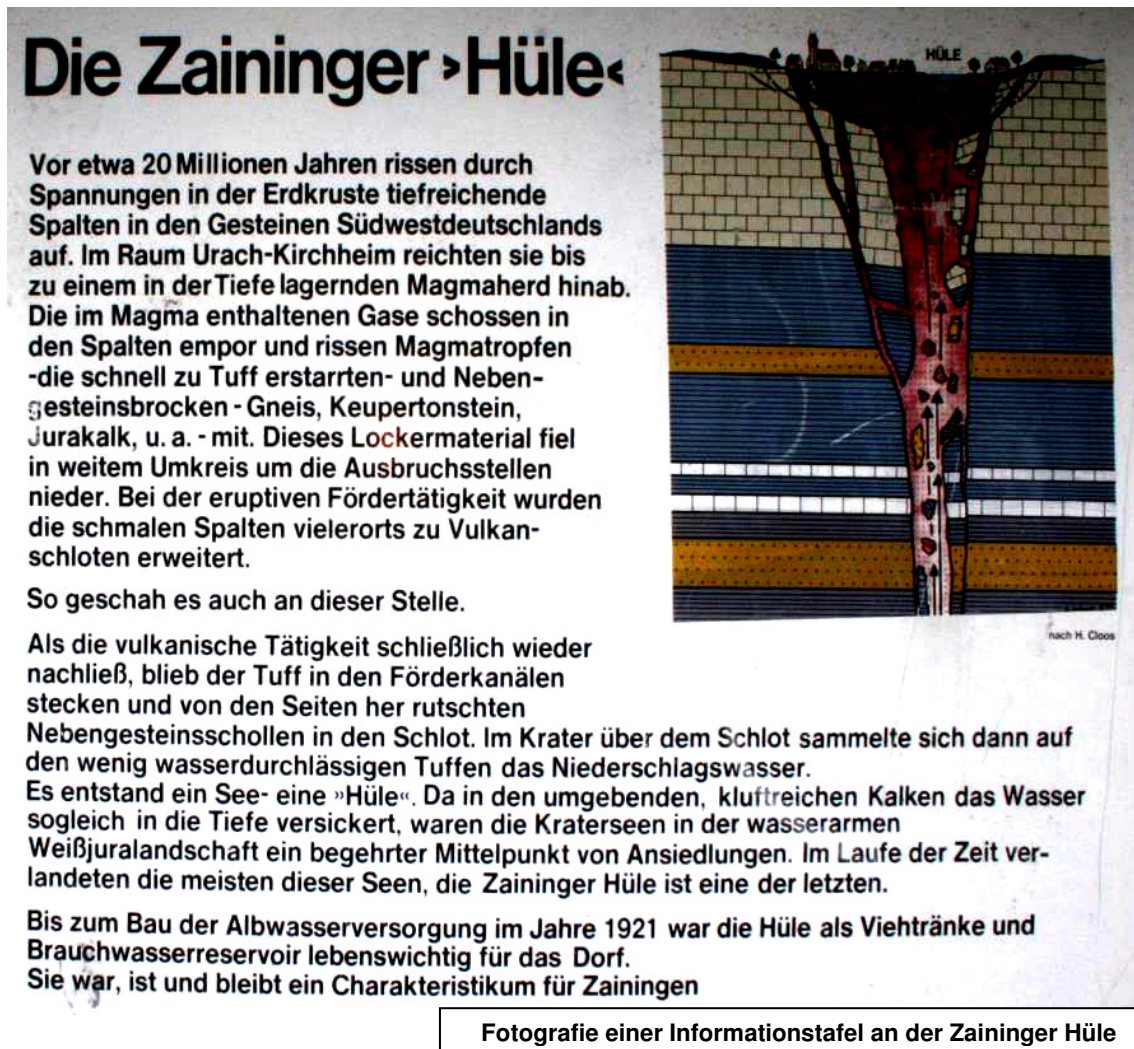 Die Zaininger ›Hüle‹
HÜLE
Vor etwa 20 Millionen Jahren rissen durch
Spannungen in der Erdkruste tiefreichende
Spalten in den Gesteinen Südwestdeutschlands
auf. Im Raum Urach-Kirchheim reichten sie bis
zu einem in der Tiefe lagernden Magmaherd hinab.
Die im Magma enthaltenen Gase schossen in
den Spalten empor und rissen Magmatropfen
-die schnell zu Tuff erstarrten- und Neben-
gesteinsbrocken - Gneis, Keupertonstein,
Jurakalk, u. a. - mit. Dieses Lockermaterial fiel
in weitem Umkreis um die Ausbruchsstellen
nieder. Bei der eruptiven Fördertätigkeit wurden
die schmalen Spalten vielerorts zu Vulkan-
schloten erweitert.
So geschah es auch an dieser Stelle.
nach H. Cloos
Als die vulkanische Tätigkeit schließlich wieder
nachließ, blieb der Tuff in den Förderkanälen
stecken und von den Seiten her rutschten
Nebengesteinsschollen in den Schlot. Im Krater über dem Schlot sammelte sich dann auf
den wenig wasserdurchlässigen Tuffen das Niederschlagswasser.
Es entstand ein See- eine »Hüle«. Da in den umgebenden, kluftreichen Kalken das Wasser
sogleich in die Tiefe versickert, waren die Kraterseen in der wasserarmen
Weißjuralandschaft ein begehrter Mittelpunkt von Ansiedlungen. Im Laufe der Zeit ver-
landeten die meisten dieser Seen, die Zaininger Hüle ist eine der letzten.
Bis zum Bau der Albwasserversorgung im Jahre 1921 war die Hüle als Viehtränke und
Brauchwasserreservoir lebenswichtig für das Dorf.
Sie war, ist und bleibt ein Charakteristikum für Zainingen
Fotografie einer Informationstafel an der Zaininger Hüle